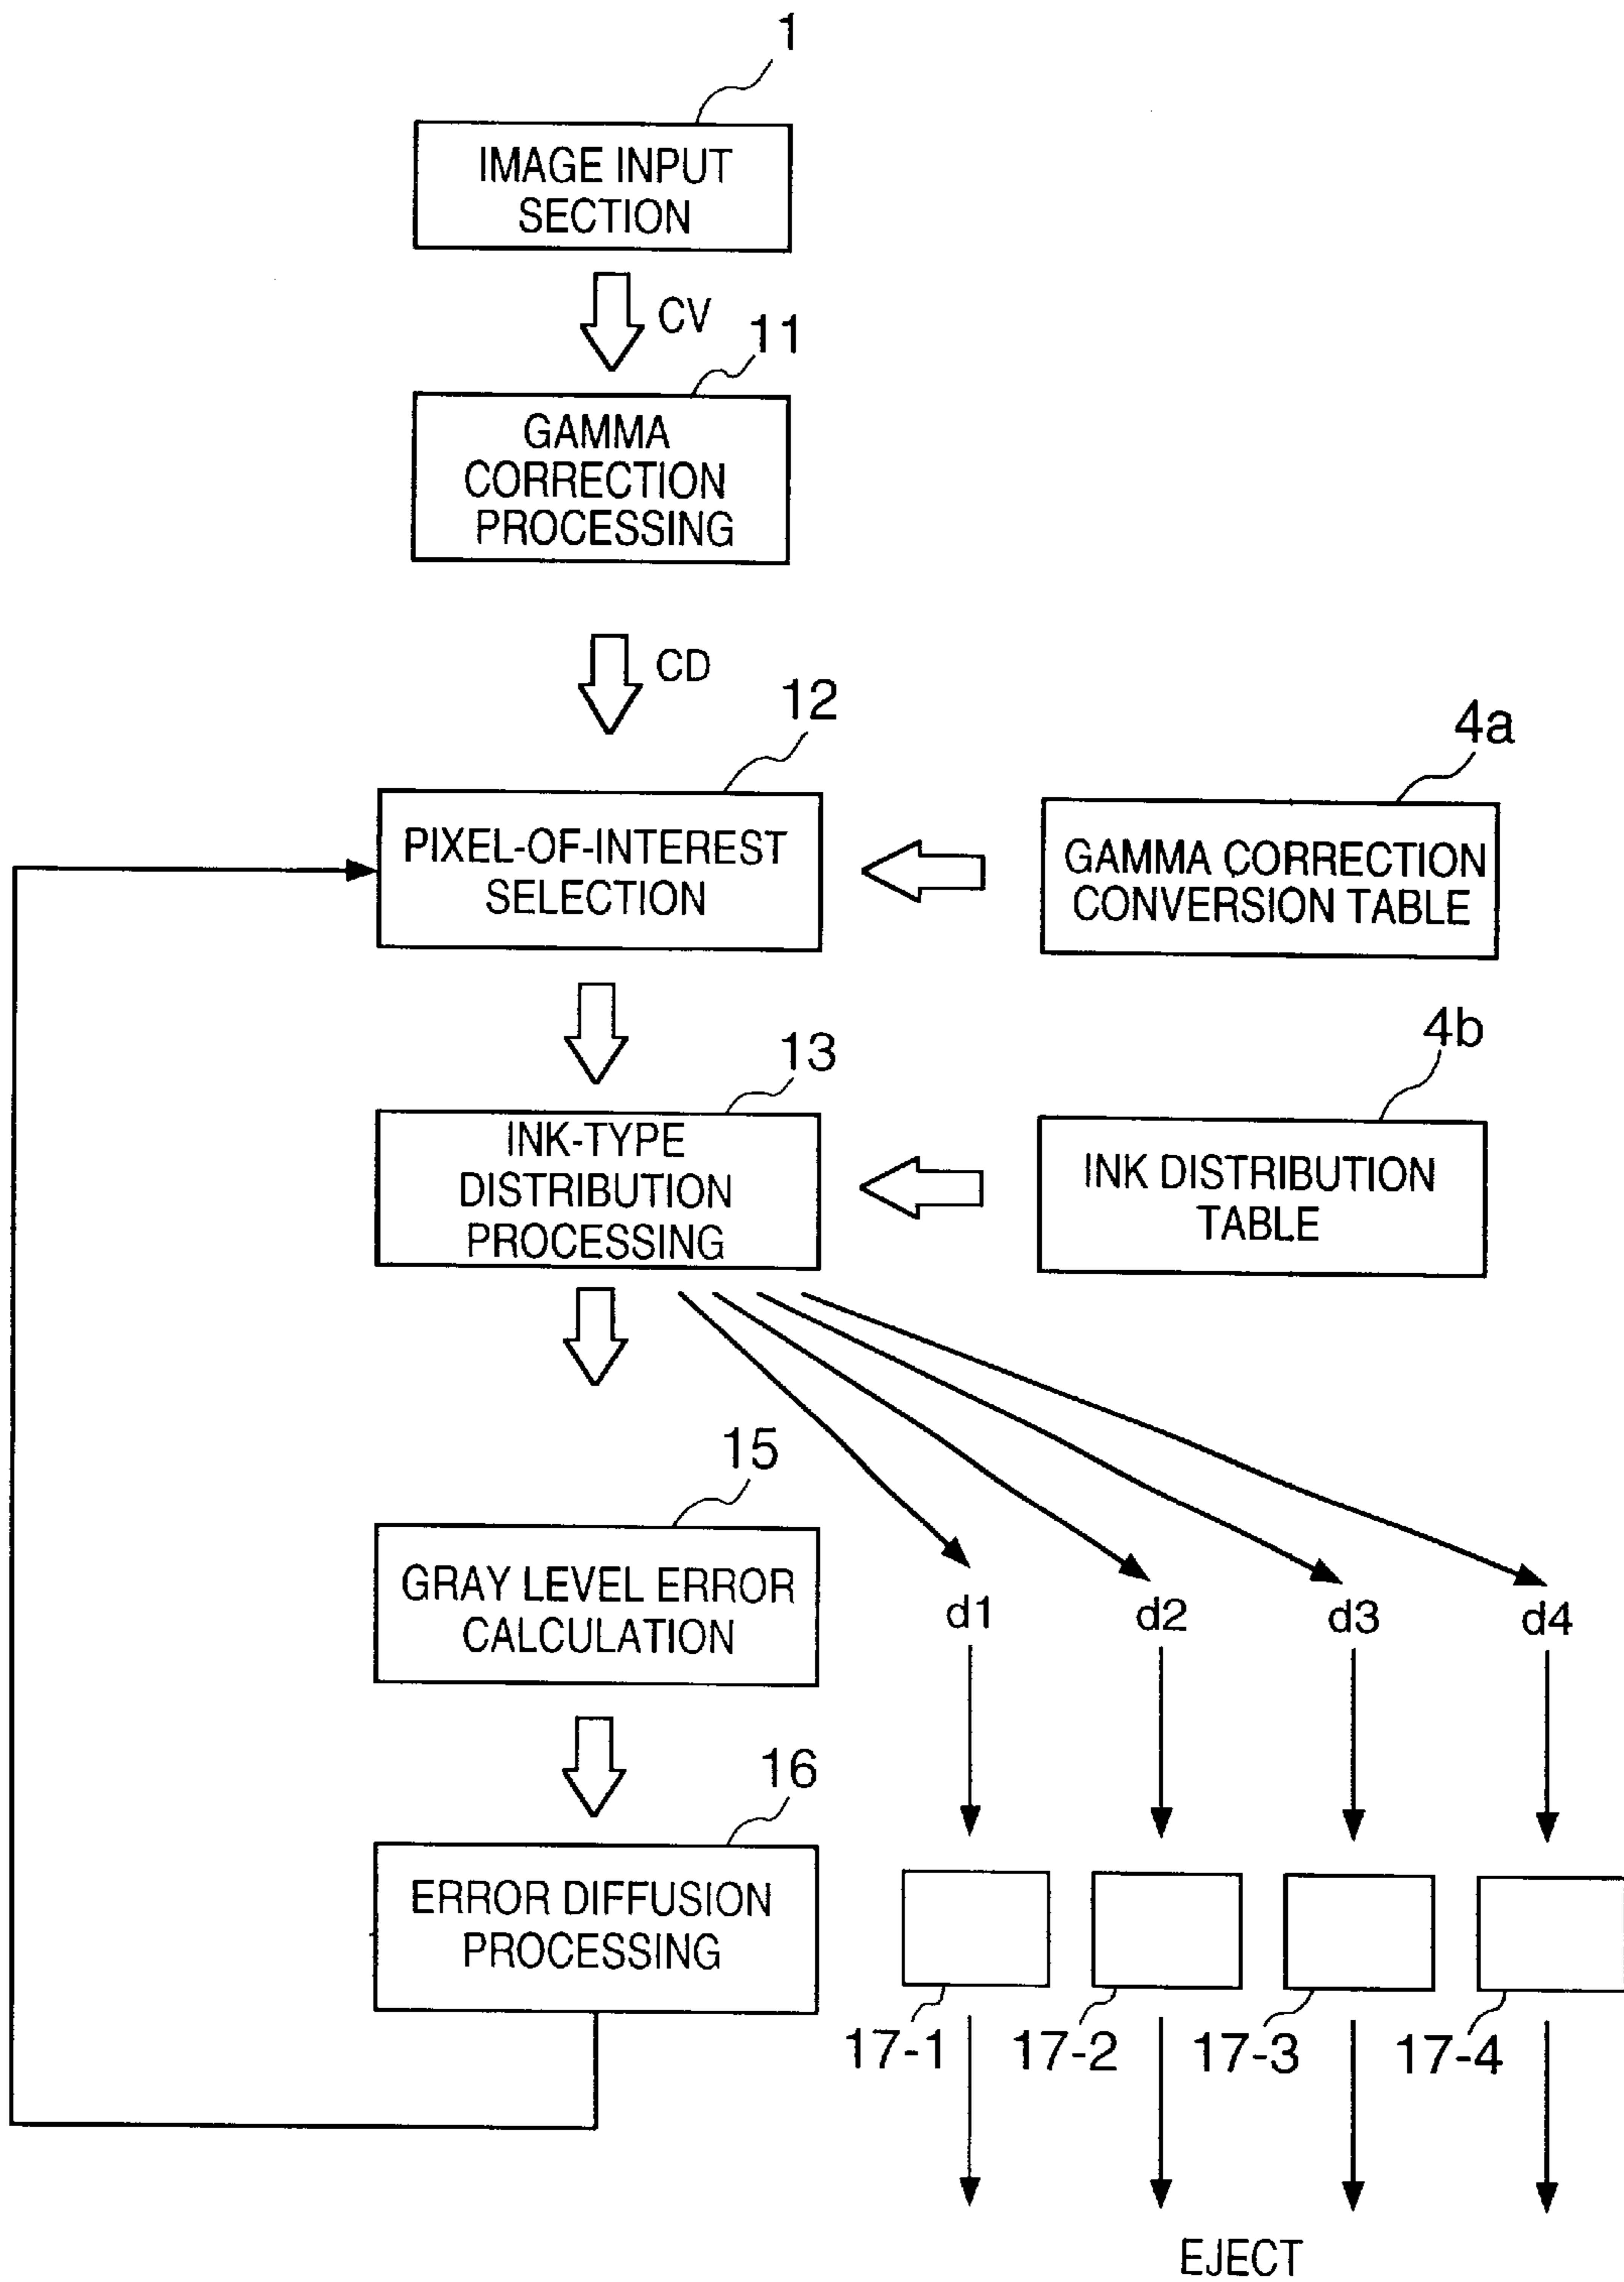 1
IMAGE INPUT
SECTION
CV
11
GAMMA
CORRECTION
PROCESSING
CD
12
4a
PIXEL-OF-INTEREST
SELECTION
GAMMA CORRECTION
CONVERSION TABLE
13
4b
INK-TYPE
DISTRIBUTION
PROCESSING
INK DISTRIBUTION
TABLE
15
GRAY LEVEL ERROR
CALCULATION
d1
d2
d3
d4
16
ERROR DIFFUSION
PROCESSING
17-1
17-2
17-3
17-4
EJECT